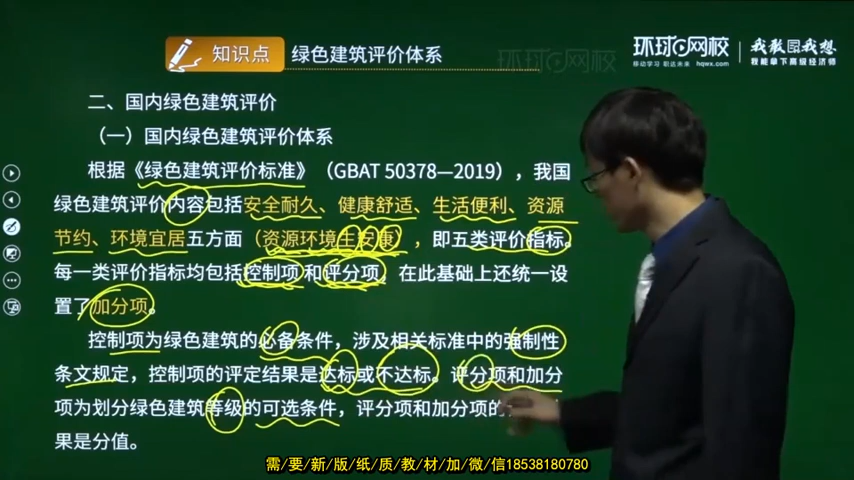 知识点 绿色建筑评价体系
环球网校
环球网校
移动学习 职达未来 hqwx.com
我敢我想
我能拿下高级经济师
二、国内绿色建筑评价
（一）国内绿色建筑评价体系
根据《绿色建筑评价标准》（GBAT 50378—2019），我国
绿色建筑评价内容包括安全耐久、健康舒适、生活便利、资源
节约、环境宜居五方面（资源环境生安康），即五类评价指标。
每一类评价指标均包括控制项和评分项。在此基础上还统一设
置了加分项。
控制项为绿色建筑的必备条件，涉及相关标准中的强制性
条文规定，控制项的评定结果是达标或不达标。评分项和加分
项为划分绿色建筑等级的可选条件，评分项和加分项的
果是分值。
需/要/新/版/纸/质/教/材/加/微/信18538180780